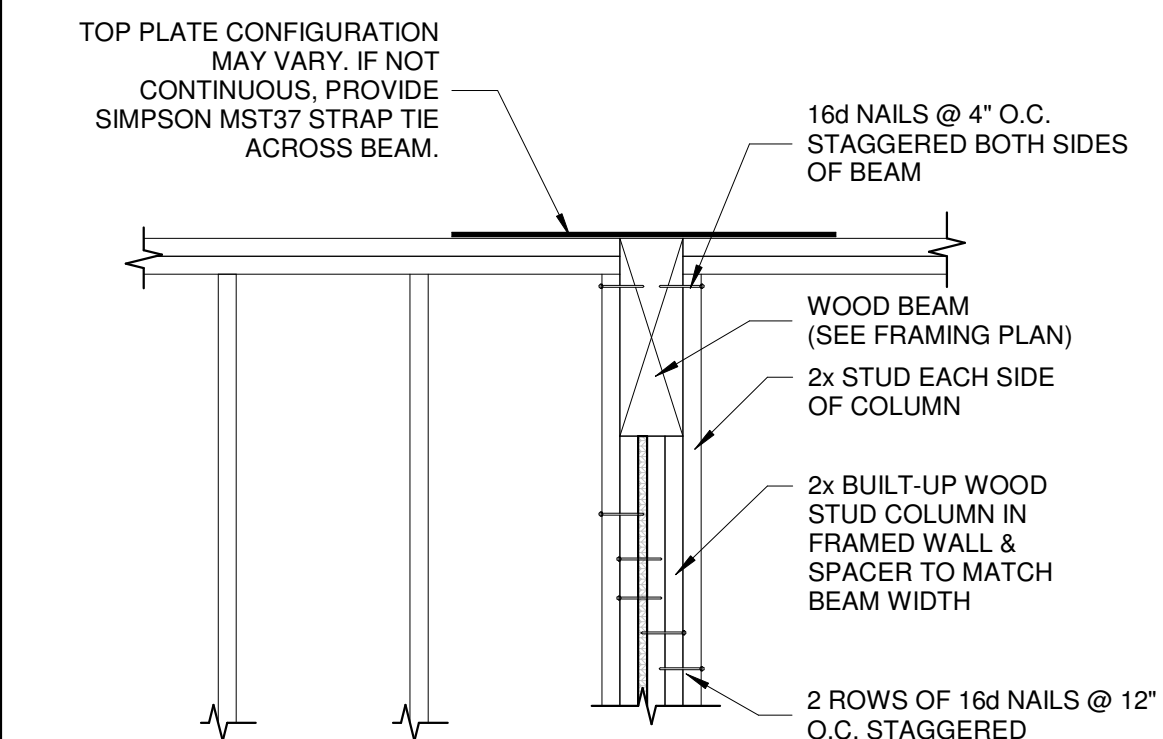 TOP PLATE CONFIGURATION
MAY VARY. IF NOT
CONTINUOUS, PROVIDE
SIMPSON MST37 STRAP TIE
ACROSS BEAM.
16d NAILS @ 4" O.C.
STAGGERED BOTH SIDES
OF BEAM
WOOD BEAM
(SEE FRAMING PLAN)
2x STUD EACH SIDE
OF COLUMN
2x BUILT-UP WOOD
STUD COLUMN IN
FRAMED WALL &
SPACER TO MATCH
BEAM WIDTH
2 ROWS OF 16d NAILS @ 12"
O.C. STAGGERED